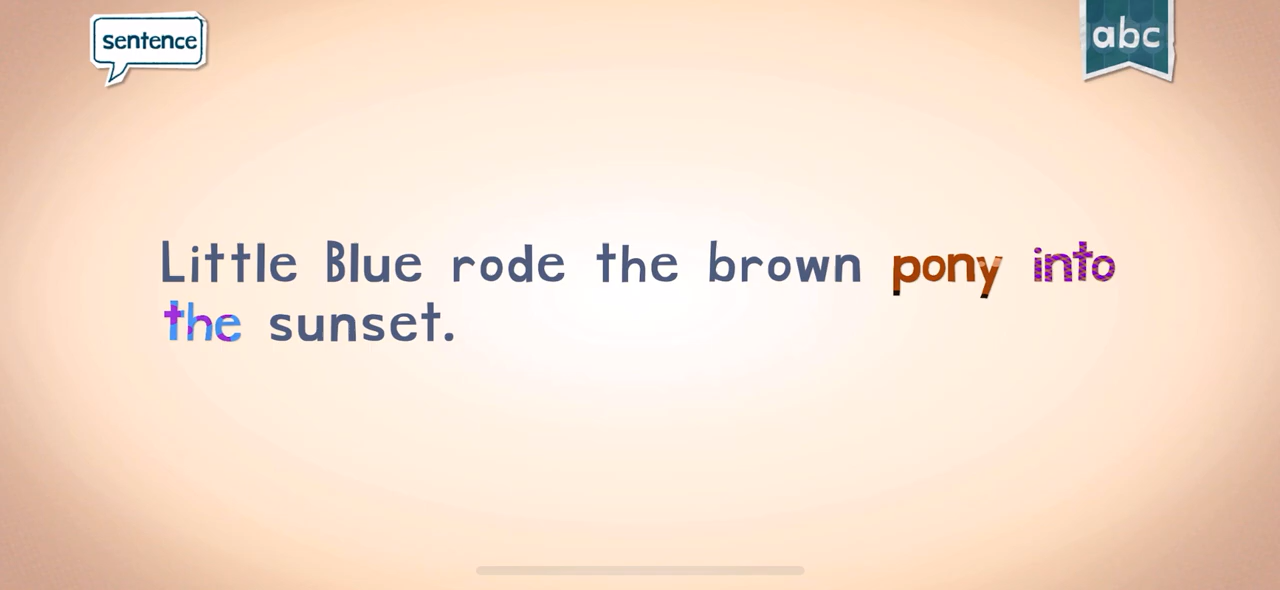 sentence
abc
Little Blue rode the brown pony into
the sunset.